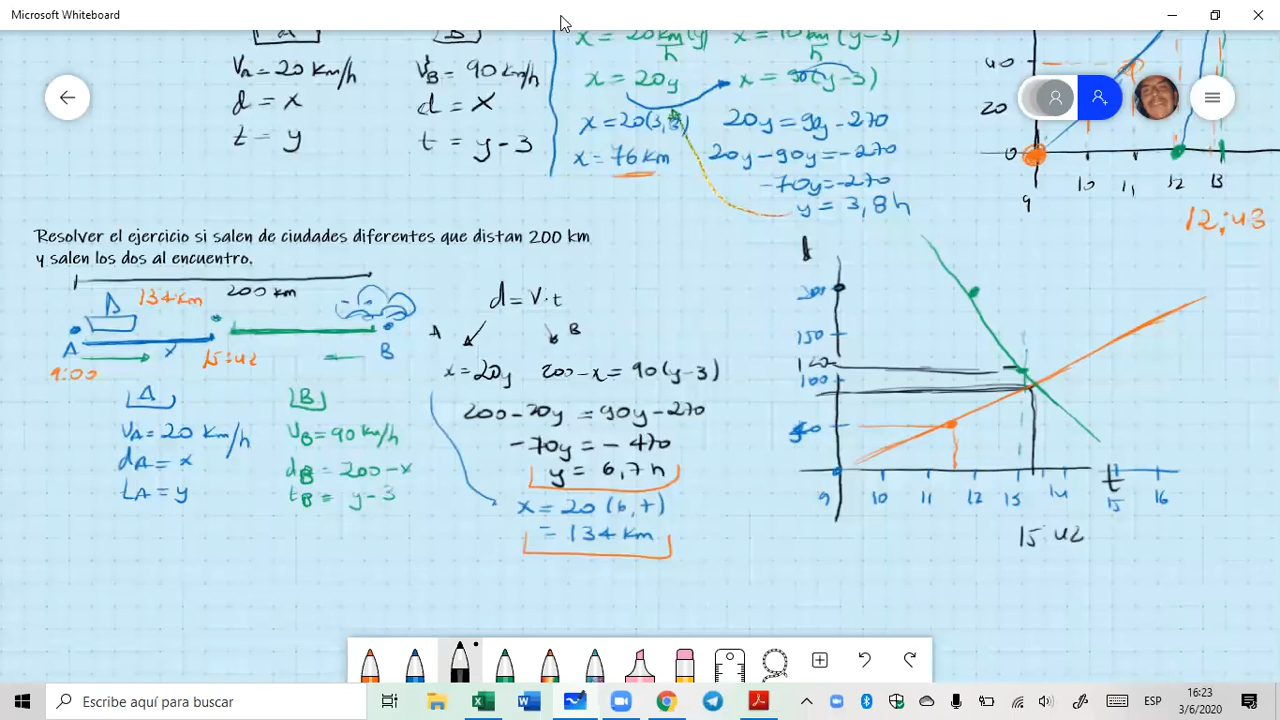 Microsoft Whiteboard
A
VA = 20 km/h
d = x
t = y
B
VB = 90 km/h
d = x
t = y - 3
x = 20 km/h (y)
x = 20y
x = 20(3,8)
x = 76 km
x = 90 km/h (y-3)
x = 90(y-3)
20y = 90y - 270
20y - 90y = -270
-70y = -270
y = 3,8 h
40
20
0
9
10
11
12
13
12:43
Resolver el ejercicio si salen de ciudades diferentes que distan 200 km
y salen los dos al encuentro.
200 km
134 km
A
x
15:42
B
9:00
A
VA = 20 km/h
dA = x
tA = y
B
VB = 90 km/h
dB = 200 - x
tB = y - 3
d = v·t
A
B
x = 20y
200 - x = 90(y-3)
200 - 20y = 90y - 270
-70y = -470
y = 6,7 h
x = 20(6,7)
= 134 km
200
150
120
100
9
10
11
12
13
14
t
15
16
15:42
Escribe aquí para buscar
ESP
16:23
3/6/2020